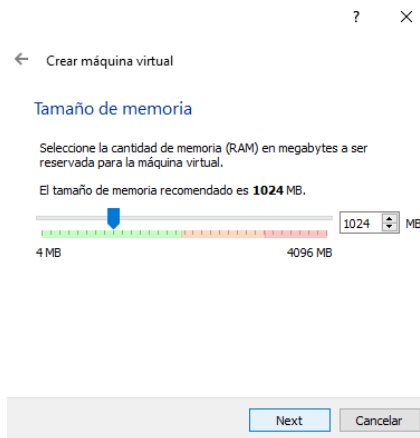 ?
Crear máquina virtual
Tamaño de memoria
Seleccione la cantidad de memoria (RAM) en megabytes a ser
reservada para la máquina virtual.
El tamaño de memoria recomendado es 1024 MB.
1024 MB
4 MB 4096 MB
Next Cancelar